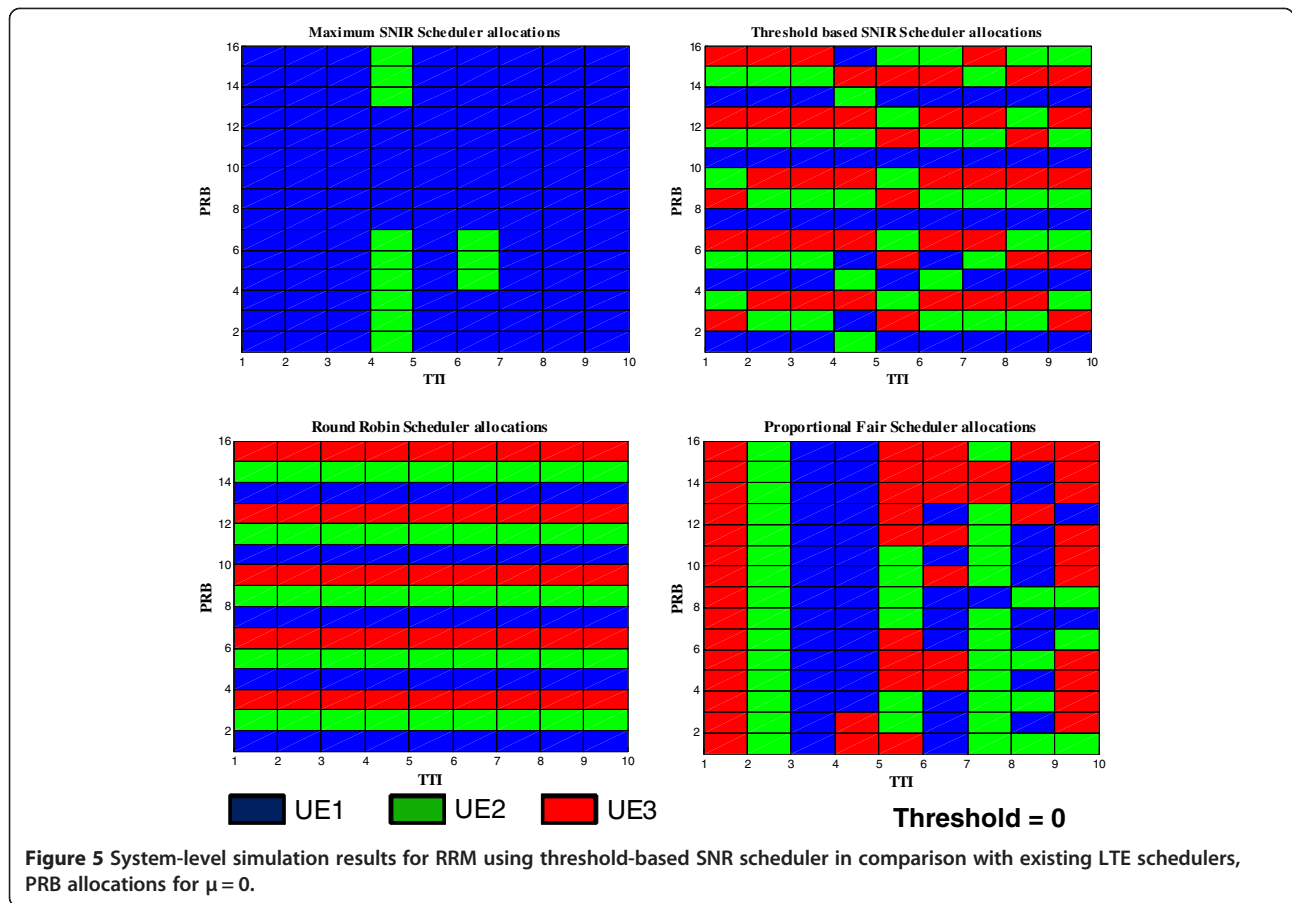 Maximum SNIR Scheduler allocations
16
14
12
10
8
6
4
2
PRB
1 2 3 4 5 6 7 8 9 10
TTI
Threshold based SNIR Scheduler allocations
16
14
12
10
8
6
4
2
PRB
1 2 3 4 5 6 7 8 9 10
TTI
Round Robin Scheduler allocations
16
14
12
10
8
6
4
2
PRB
1 2 3 4 5 6 7 8 9 10
TTI
Proportional Fair Scheduler allocations
16
14
12
10
8
6
4
2
PRB
1 2 3 4 5 6 7 8 9 10
TTI
UE1 UE2 UE3
Threshold = 0
Figure 5 System-level simulation results for RRM using threshold-based SNR scheduler in comparison with existing LTE schedulers,
PRB allocations for μ = 0.